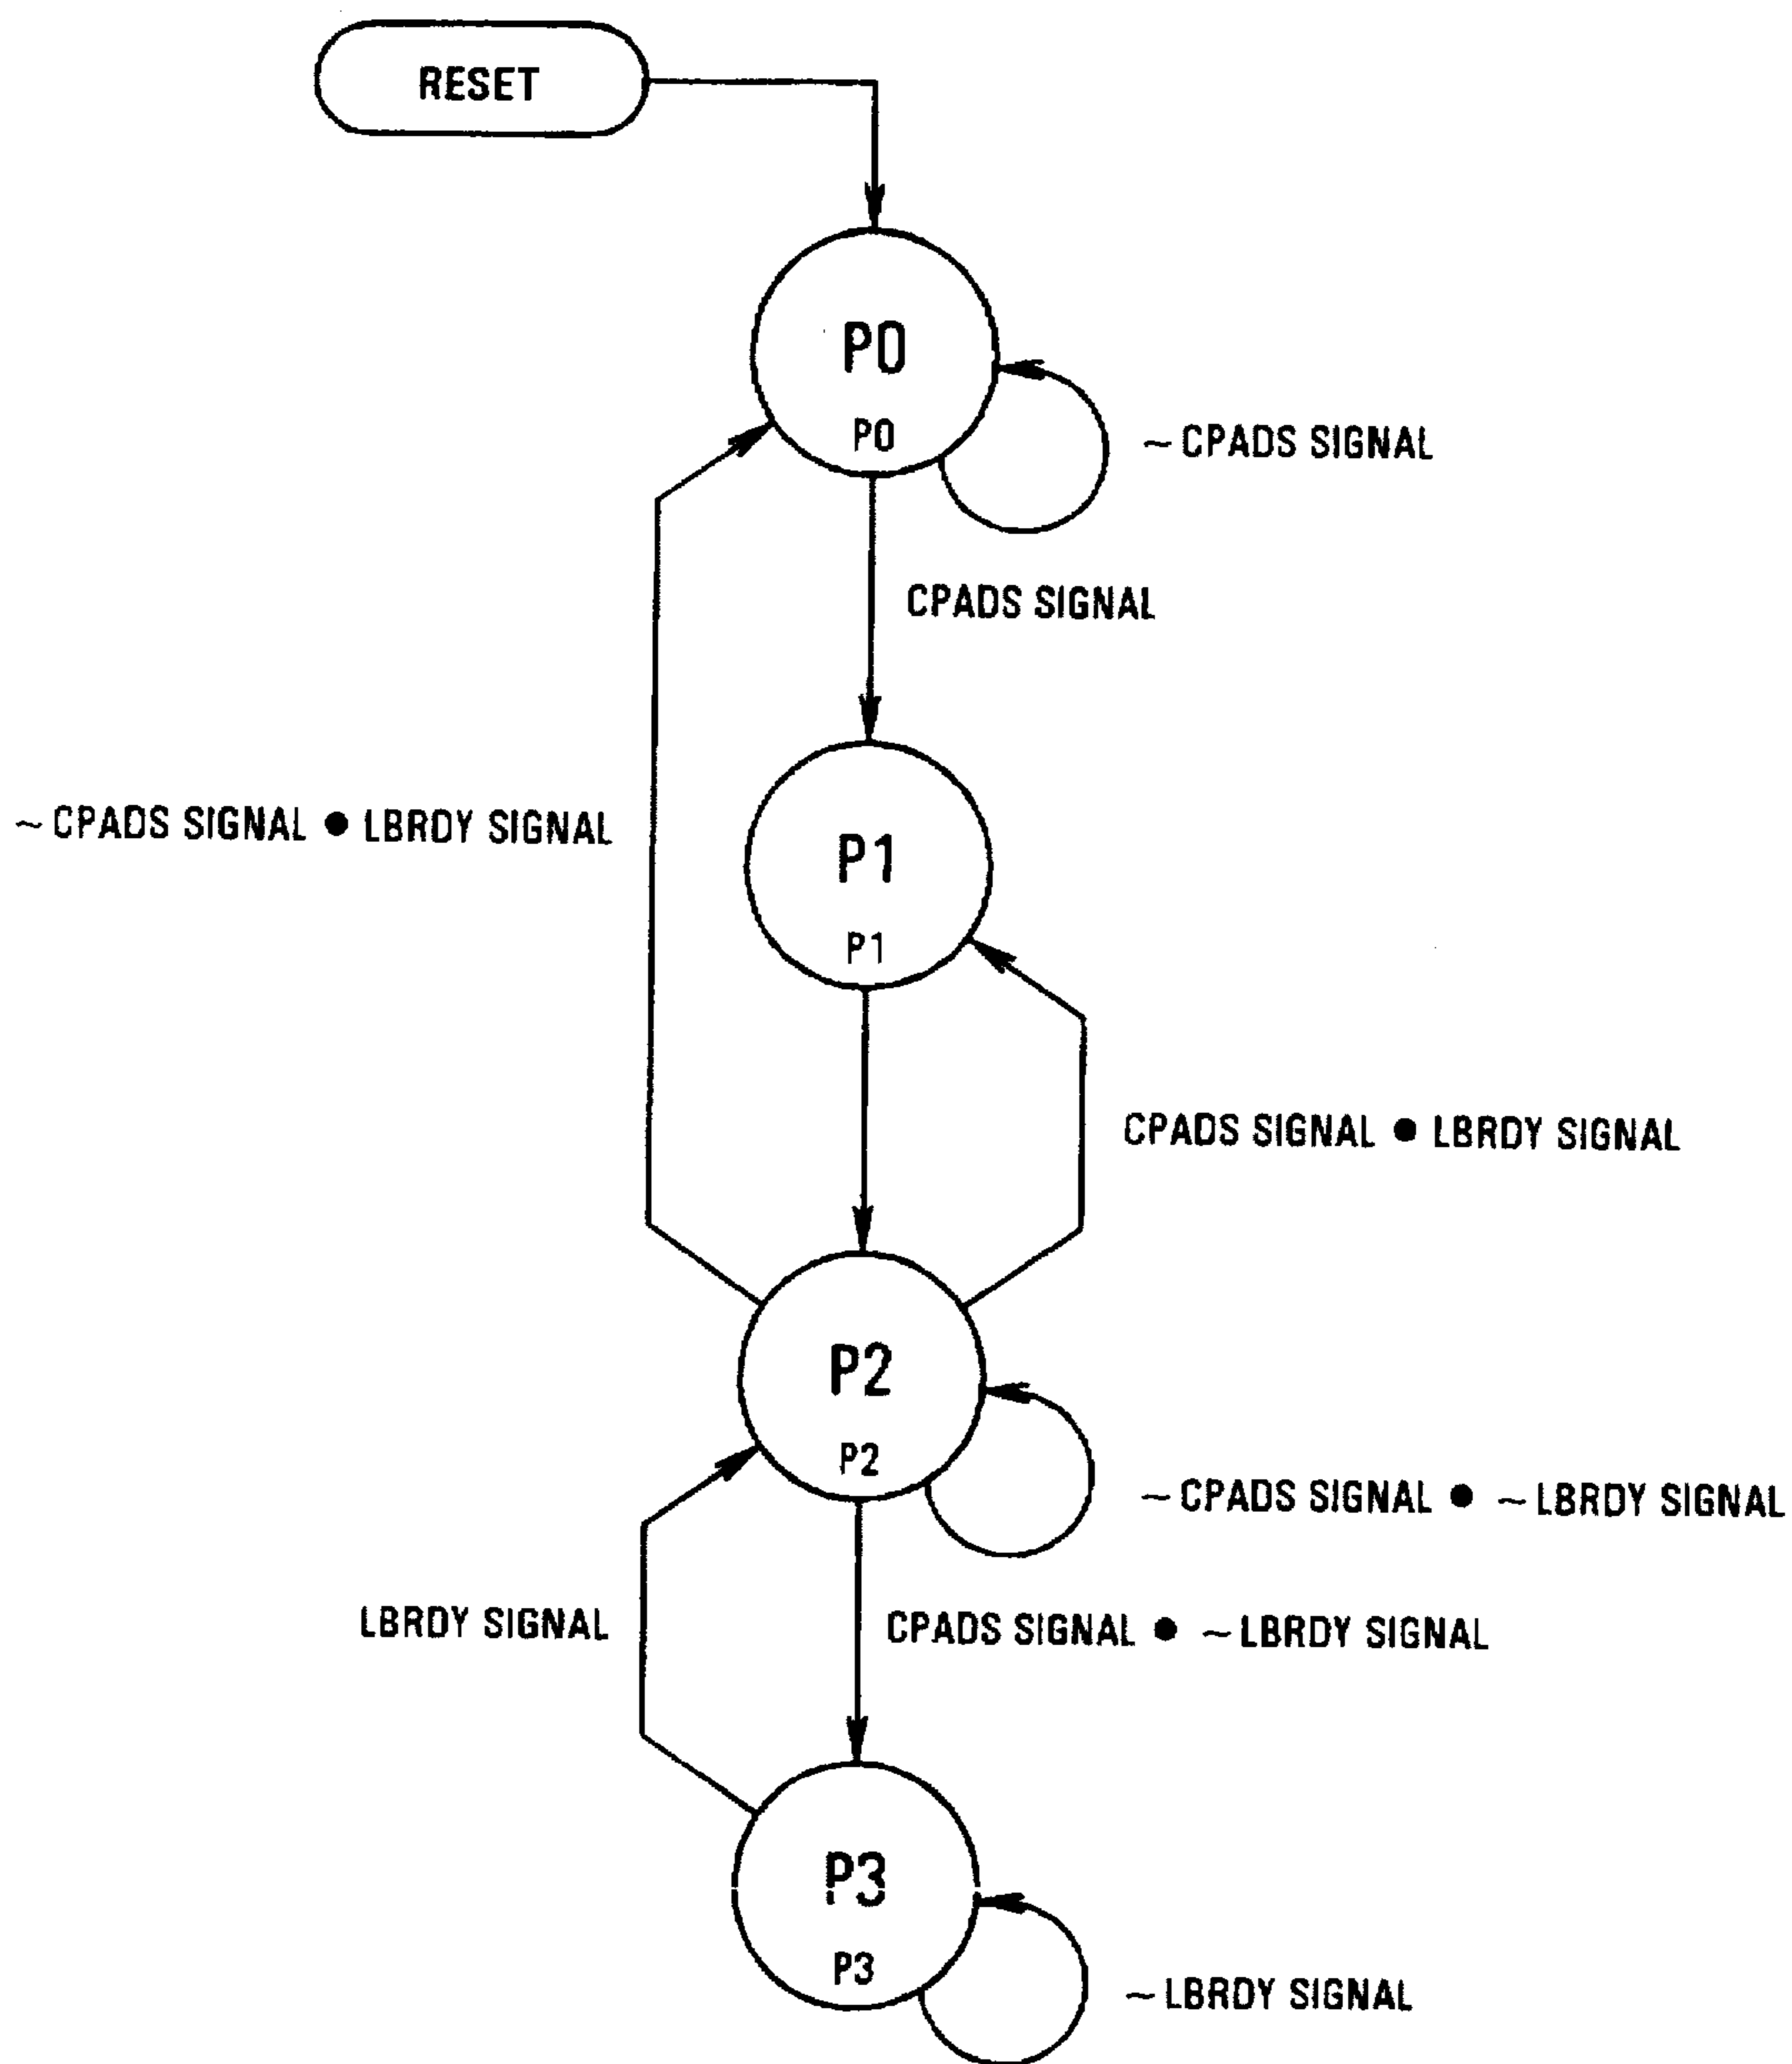 RESET
P0
P0
~ CPADS SIGNAL
CPADS SIGNAL
~ CPADS SIGNAL ● LBRDY SIGNAL
P1
P1
CPADS SIGNAL ● LBRDY SIGNAL
P2
P2
~ CPADS SIGNAL ● ~ LBRDY SIGNAL
LBRDY SIGNAL
CPADS SIGNAL ● ~ LBRDY SIGNAL
P3
P3
~ LBRDY SIGNAL